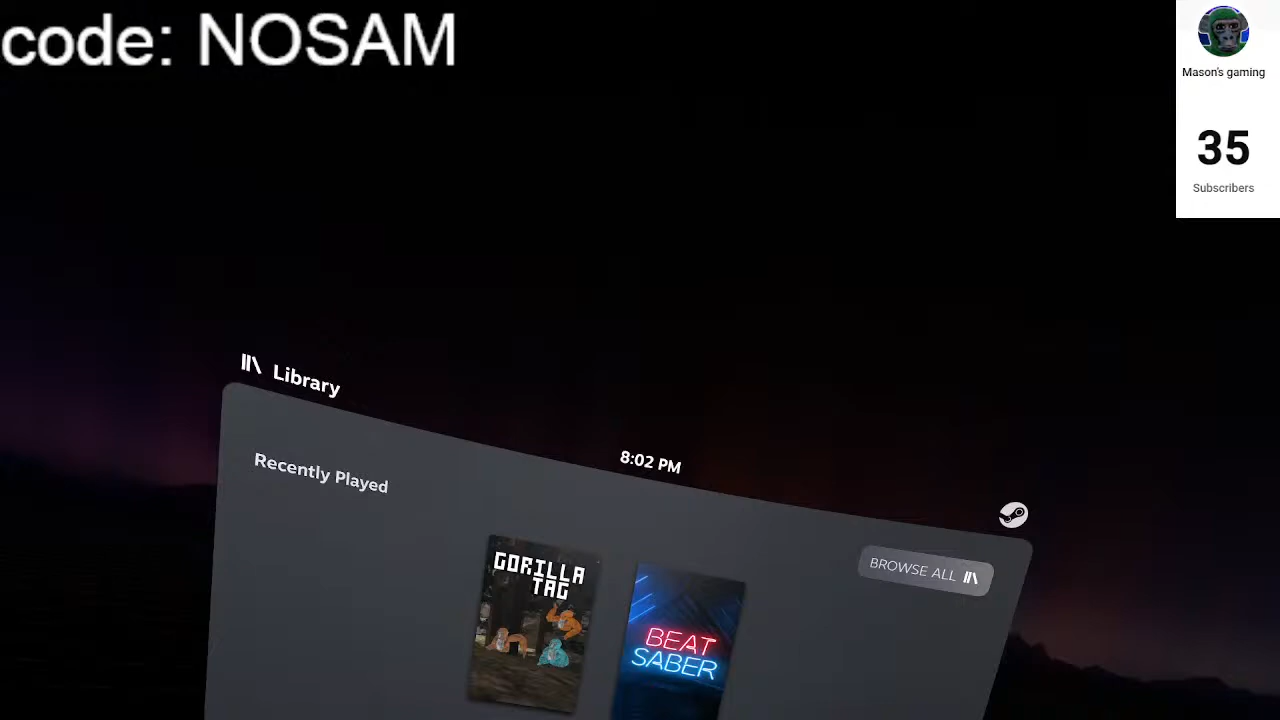 code: NOSAM
Mason's gaming
35
Subscribers
Library
8:02 PM
Recently Played
BROWSE ALL
GORILLA
TAG
BEAT
SABER